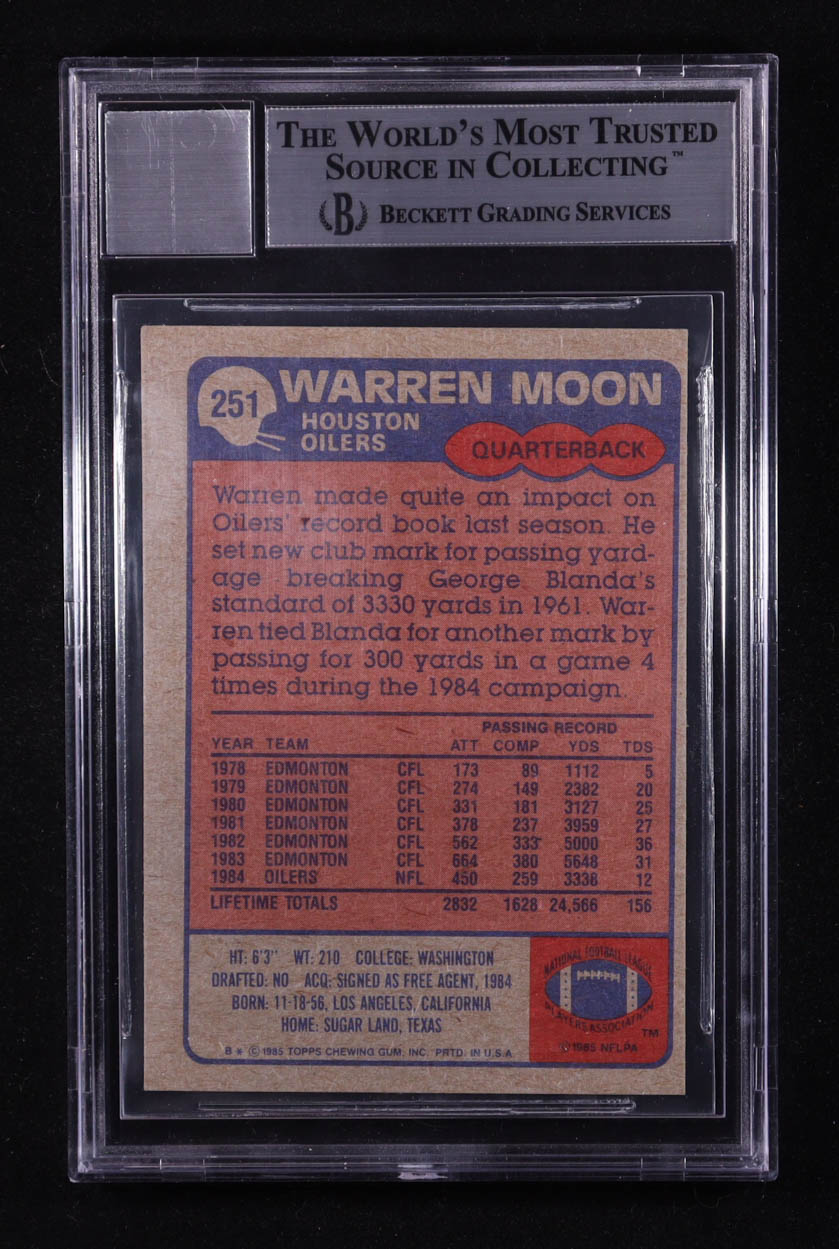 THE WORLD'S MOST TRUSTED
SOURCE IN COLLECTING™
B BECKETT GRADING SERVICES
251 WARREN MOON
HOUSTON
OILERS
QUARTERBACK
Warren made quite an impact on
Oilers' record book last season. He
set new club mark for passing yard-
age breaking George Blanda's
standard of 3330 yards in 1961. War-
ren tied Blanda for another mark by
passing for 300 yards in a game 4
times during the 1984 campaign.
PASSING RECORD
YEAR TEAM ATT COMP YDS TDS
1978 EDMONTON CFL 173 89 1112 5
1979 EDMONTON CFL 274 149 2382 20
1980 EDMONTON CFL 331 181 3127 25
1981 EDMONTON CFL 378 237 3959 27
1982 EDMONTON CFL 562 333 5000 36
1983 EDMONTON CFL 664 380 5648 31
1984 OILERS NFL 450 259 3338 12
LIFETIME TOTALS 2832 1628 24,566 156
HT: 6'3" WT: 210 COLLEGE: WASHINGTON
DRAFTED: NO ACQ: SIGNED AS FREE AGENT, 1984
BORN: 11-18-56, LOS ANGELES, CALIFORNIA
HOME: SUGAR LAND, TEXAS
B * © 1985 TOPPS CHEWING GUM, INC. PRTD. IN U.S.A.
NATIONAL FOOTBALL LEAGUE
PLAYERS ASSOCIATION
™
© 1985 NFLPA